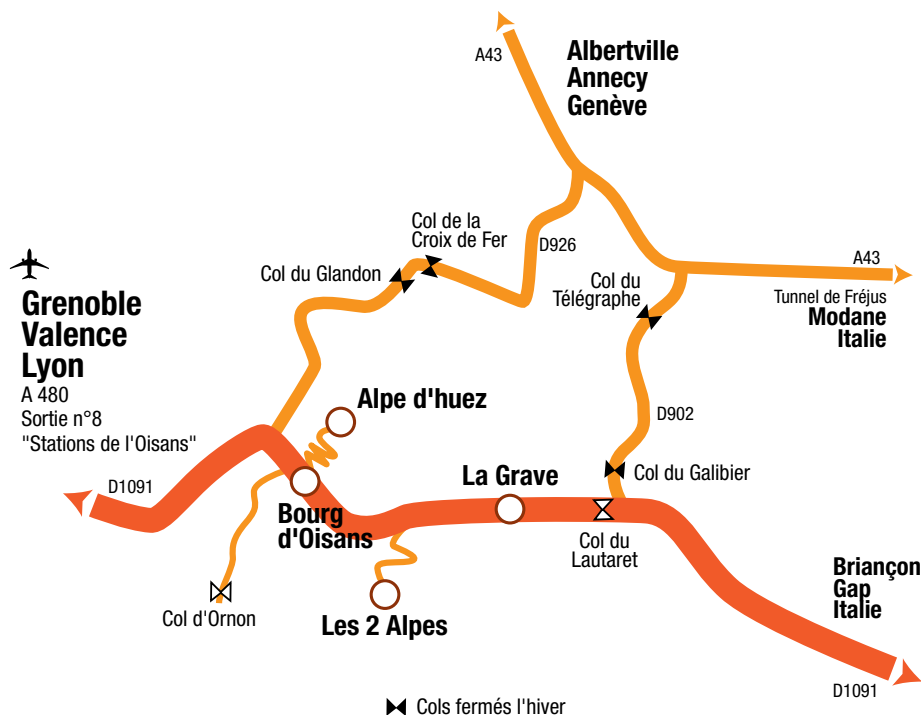 A43
Albertville
Annecy
Genève
Col de la
Croix de Fer
D926
Col du Glandon
A43
Col du
Télégraphe
Tunnel de Fréjus
Modane
Italie
Grenoble
Valence
Lyon
A 480
Sortie n°8
"Stations de l'Oisans"
Alpe d'huez
D902
D1091
La Grave
Col du Galibier
Bourg
d'Oisans
Col du
Lautaret
Briançon
Gap
Italie
Col d'Ornon
Les 2 Alpes
D1091
Cols fermés l'hiver